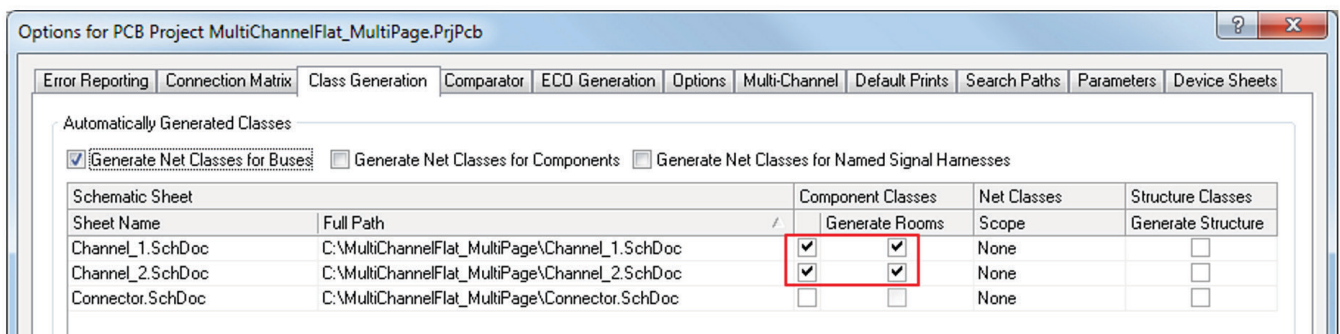 Options for PCB Project MultiChannelFlat_MultiPage.PrjPcb
Error Reporting Connection Matrix Class Generation Comparator ECO Generation Options Multi-Channel Default Prints Search Paths Parameters Device Sheets
Automatically Generated Classes
Generate Net Classes for Buses Generate Net Classes for Components Generate Net Classes for Named Signal Harnesses
Schematic Sheet Component Classes Net Classes Structure Classes
Sheet Name Full Path Generate Rooms Scope Generate Structure
Channel_1.SchDoc C:\MultiChannelFlat_MultiPage\Channel_1.SchDoc None
Channel_2.SchDoc C:\MultiChannelFlat_MultiPage\Channel_2.SchDoc None
Connector.SchDoc C:\MultiChannelFlat_MultiPage\Connector.SchDoc None